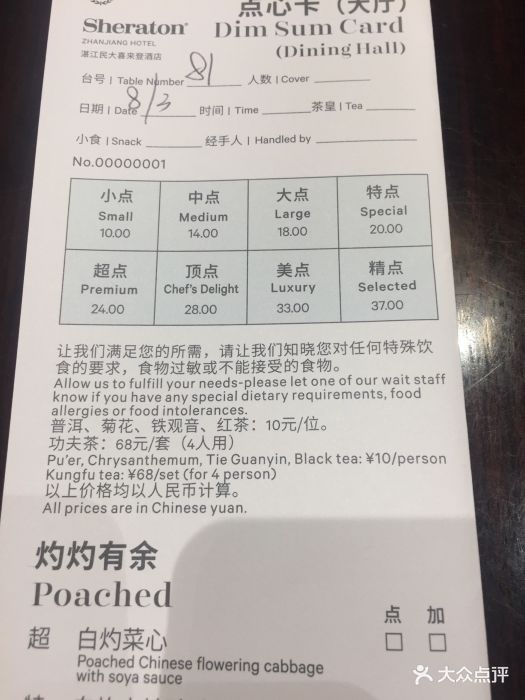 点心卡（大厅）
Sheraton®
Dim Sum Card
ZHANJIANG HOTEL
(Dining Hall)
湛江民大喜来登酒店
台号 | Table Number 81 人数 | Cover
日期 | Date 8/3 时间 | Time 茶皇 | Tea
小食 | Snack 经手人 | Handled by
No.00000001
小点 中点 大点 特点
Small Medium Large Special
10.00 14.00 18.00 20.00
超点 顶点 美点 精点
Premium Chef's Delight Luxury Selected
24.00 28.00 33.00 37.00
让我们满足您的所需，请让我们知晓您对任何特殊饮
食的要求，食物过敏或不能接受的食物。
Allow us to fulfill your needs-please let one of our wait staff
know if you have any special dietary requirements, food
allergies or food intolerances.
普洱、菊花、铁观音、红茶：10元/位。
功夫茶：68元/套（4人用）
Pu'er, Chrysanthemum, Tie Guanyin, Black tea: ¥10/person
Kungfu tea: ¥68/set (for 4 person)
以上价格均以人民币计算。
All prices are in Chinese yuan.
灼灼有余
Poached
点 加
超 白灼菜心 □ □
Poached Chinese flowering cabbage
with soya sauce
大众点评